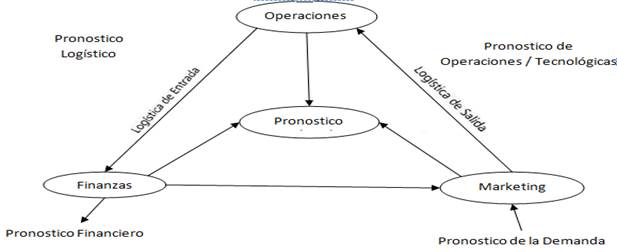 Operaciones
Pronostico
Logístico
Pronostico de
Operaciones / Tecnológicas
Logística de Entrada
Logística de Salida
Pronostico
Finanzas
Marketing
Pronostico Financiero
Pronostico de la Demanda